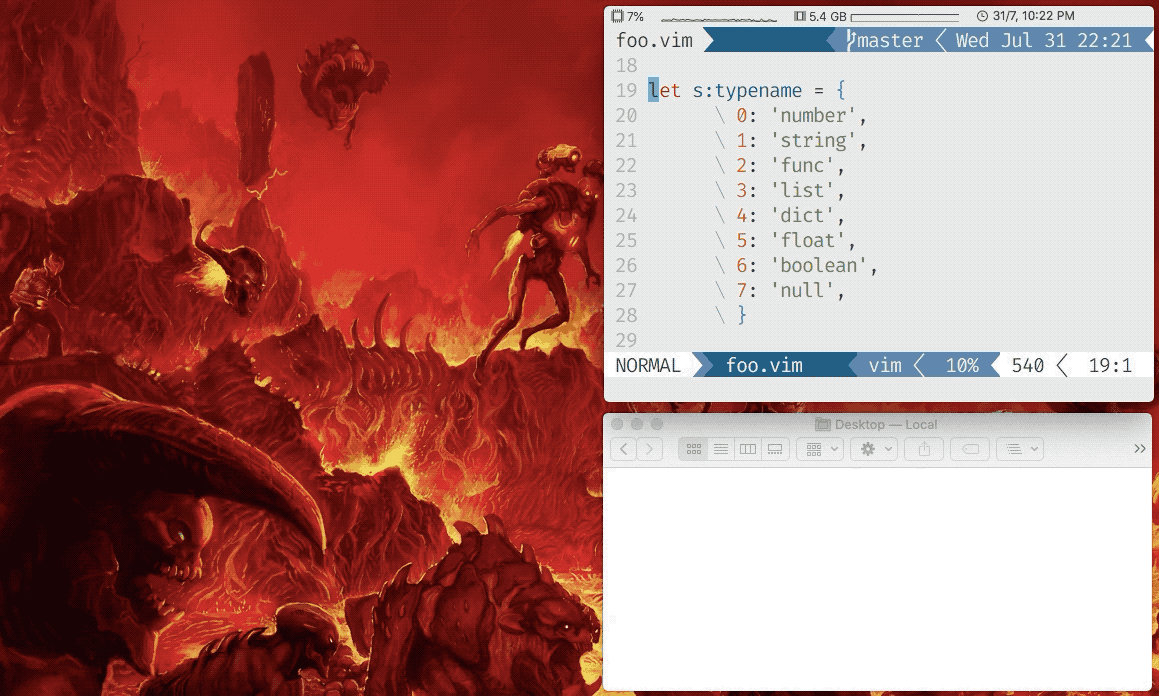 7% 5.4 GB 31/7, 10:22 PM
foo.vim master Wed Jul 31 22:21
18
19 let s:typename = {
20 \ 0: 'number',
21 \ 1: 'string',
22 \ 2: 'func',
23 \ 3: 'list',
24 \ 4: 'dict',
25 \ 5: 'float',
26 \ 6: 'boolean',
27 \ 7: 'null',
28 \ }
29
NORMAL foo.vim vim 10% 540 19:1
Desktop — Local